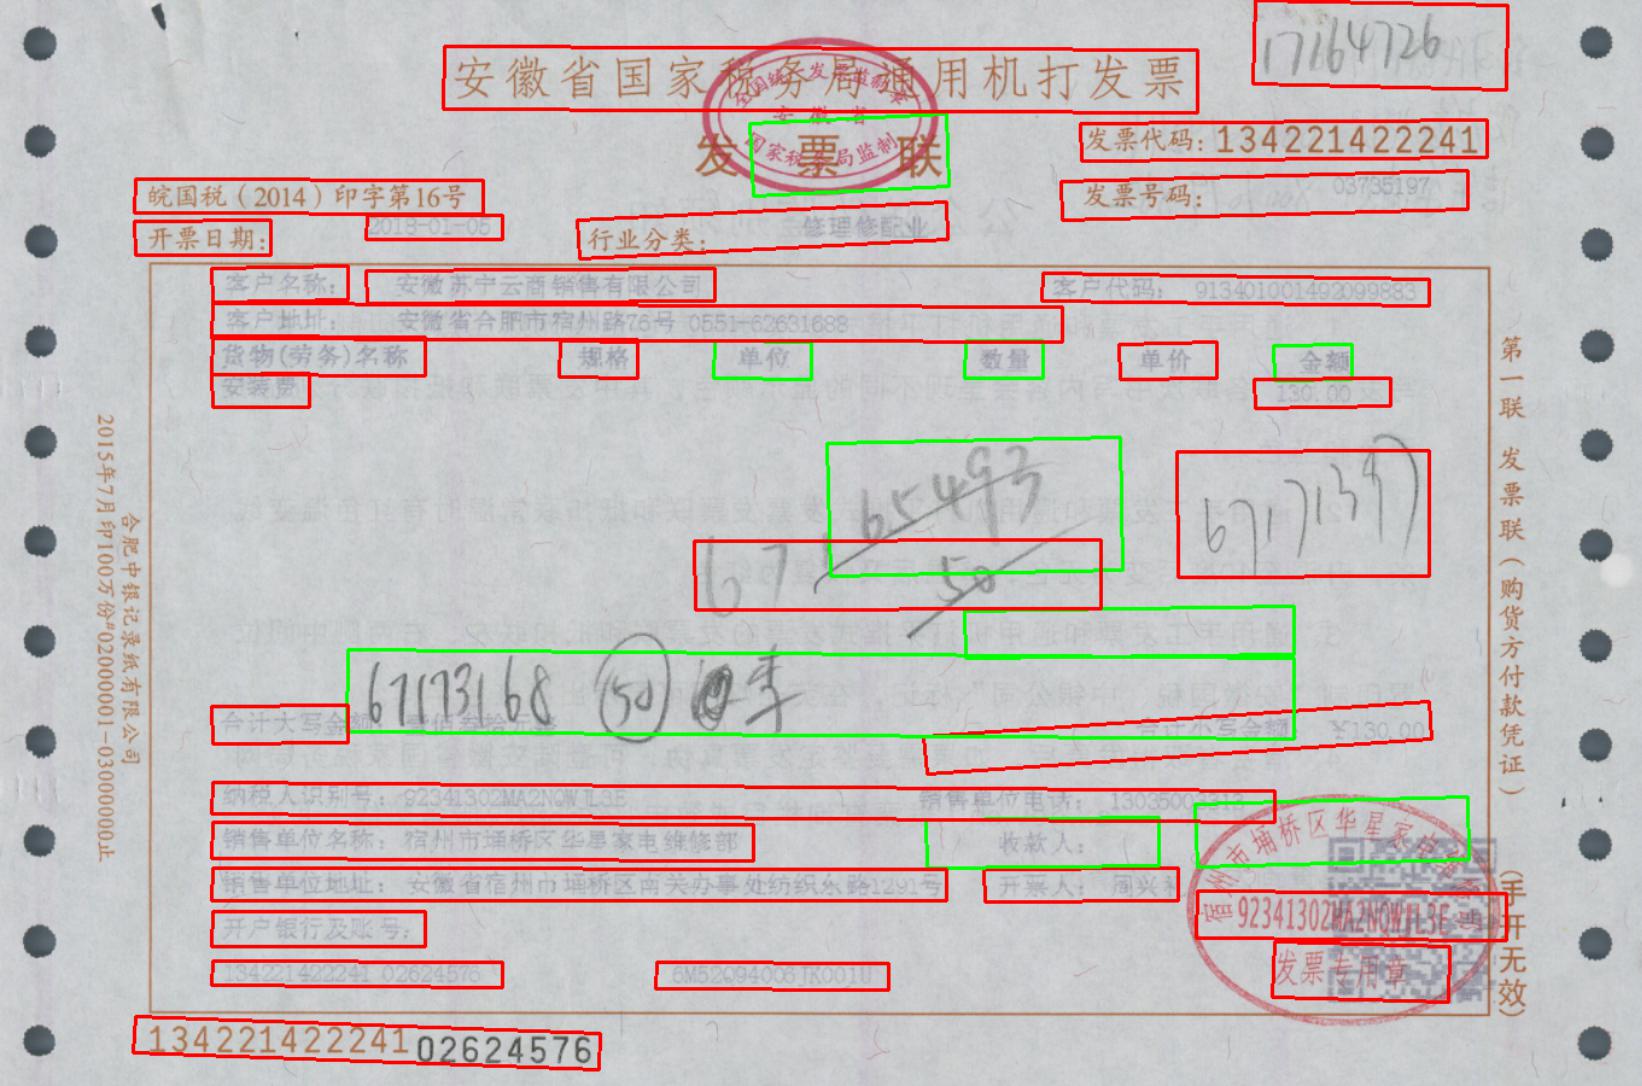 17164726
安徽省国家税务局通用机打发票
全国统一发票监制章
安徽省
国家税务局监制
发票联
发票代码：134221422241
皖国税（2014）印字第16号
发票号码：03735197
开票日期：2018-01-05
行业分类：修理修配业
客户名称：安徽苏宁云商销售有限公司
客户代码：913401001492099883
客户地址：安徽省合肥市宿州路76号 0551-62631688
货物(劳务)名称 规格 单位 数量 单价 金额
安装费 130.00
65493
67171397
671
50
67173168 50
合计大写金额：壹佰叁拾元整
合计小写金额 ¥130.00
纳税人识别号：92341302MA2NQWJL3E
销售单位电话：13035003313
销售单位名称：宿州市埇桥区华星家电维修部
收款人：
销售单位地址：安徽省宿州市埇桥区南关办事处纺织东路1291号
开票人：周兴礼
开户银行及账号：
134221422241 02624576
6M52Q94006JK001U
宿州市埇桥区华星家电维修部
92341302MA2NQWJL3E
发票专用章
134221422241 02624576
第一联 发票联（购货方付款凭证）
（手开无效）
合肥中银记录纸有限公司
2015年7月印100万份#02000001-03000000止